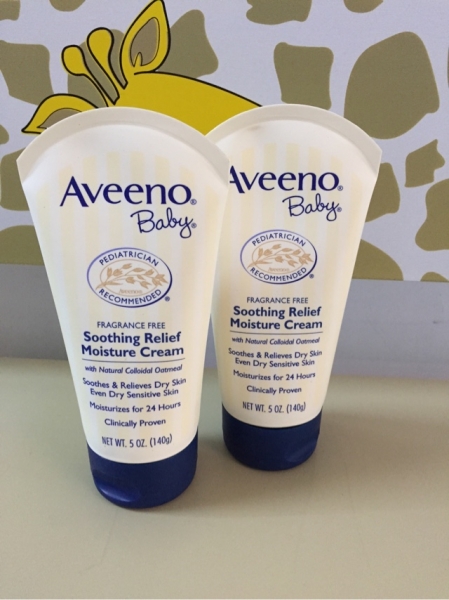 Aveeno®
Baby®
PEDIATRICIAN
Aveeno
RECOMMENDED®
FRAGRANCE FREE
Soothing Relief
Moisture Cream
with Natural Colloidal Oatmeal
Soothes & Relieves Dry Skin
Even Dry Sensitive Skin
Moisturizes for 24 Hours
Clinically Proven
NET WT. 5 OZ. (140g)
Aveeno®
Baby®
PEDIATRICIAN
Aveeno
RECOMMENDED®
FRAGRANCE FREE
Soothing Relief
Moisture Cream
with Natural Colloidal Oatmeal
Soothes & Relieves Dry Skin
Even Dry Sensitive Skin
Moisturizes for 24 Hours
Clinically Proven
NET WT. 5 OZ. (140g)